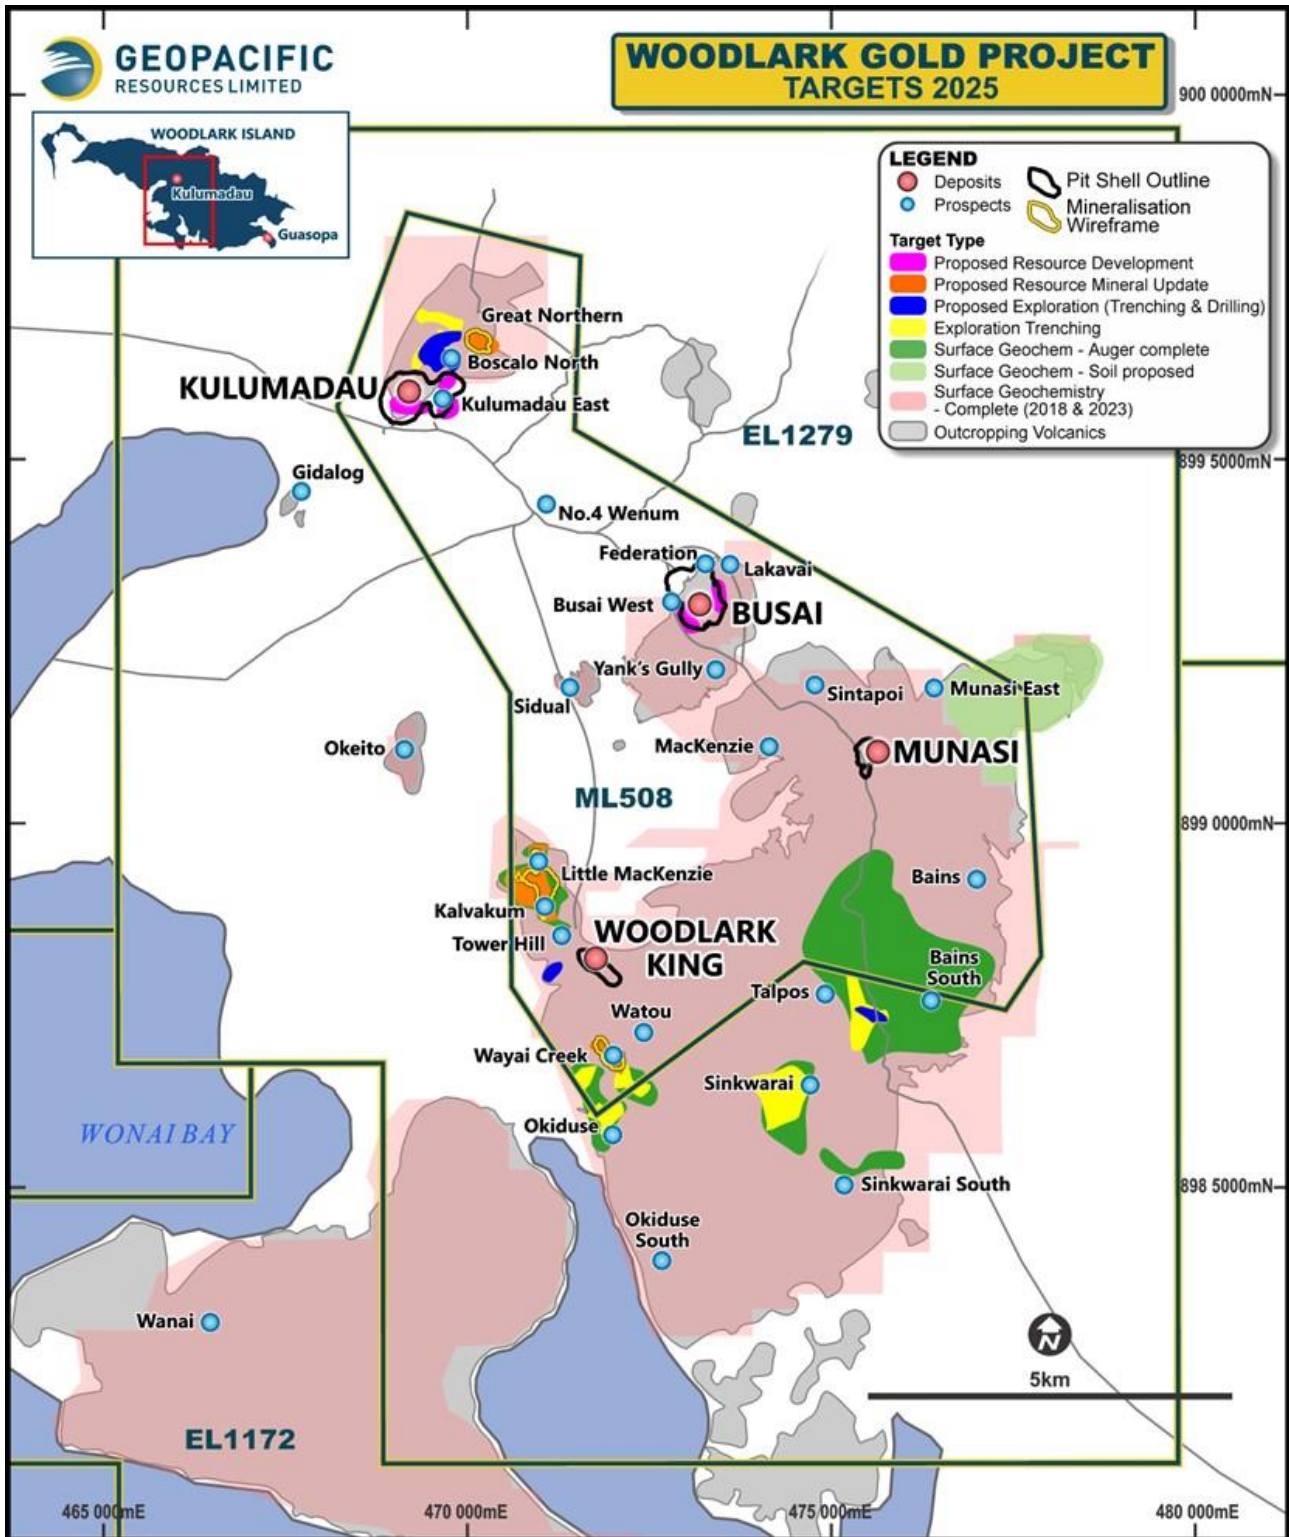 GEOPACIFIC
RESOURCES LIMITED
WOODLARK GOLD PROJECT
TARGETS 2025
900 0000mN
WOODLARK ISLAND
Kulumadau
Guasopa
LEGEND
Deposits
Prospects
Pit Shell Outline
Mineralisation
Wireframe
Target Type
Proposed Resource Development
Proposed Resource Mineral Update
Proposed Exploration (Trenching & Drilling)
Exploration Trenching
Surface Geochem - Auger complete
Surface Geochem - Soil proposed
Surface Geochemistry
- Complete (2018 & 2023)
Outcropping Volcanics
Great Northern
Boscalo North
KULUMADAU
Kulumadau East
EL1279
899 5000mN
Gidalog
No.4 Wenum
Federation
Lakavai
Busai West
BUSAI
Yank's Gully
Sidual
Sintapoi
Munasi East
Okeito
MacKenzie
MUNASI
ML508
899 0000mN
Little MacKenzie
Bains
Kalvakum
Tower Hill
WOODLARK
KING
Bains
South
Talpos
Watou
Wayai Creek
Sinkwarai
Okiduse
WONAI BAY
Sinkwarai South
898 5000mN
Okiduse
South
Wanai
N
5km
EL1172
465 000mE
470 000mE
475 000mE
480 000mE